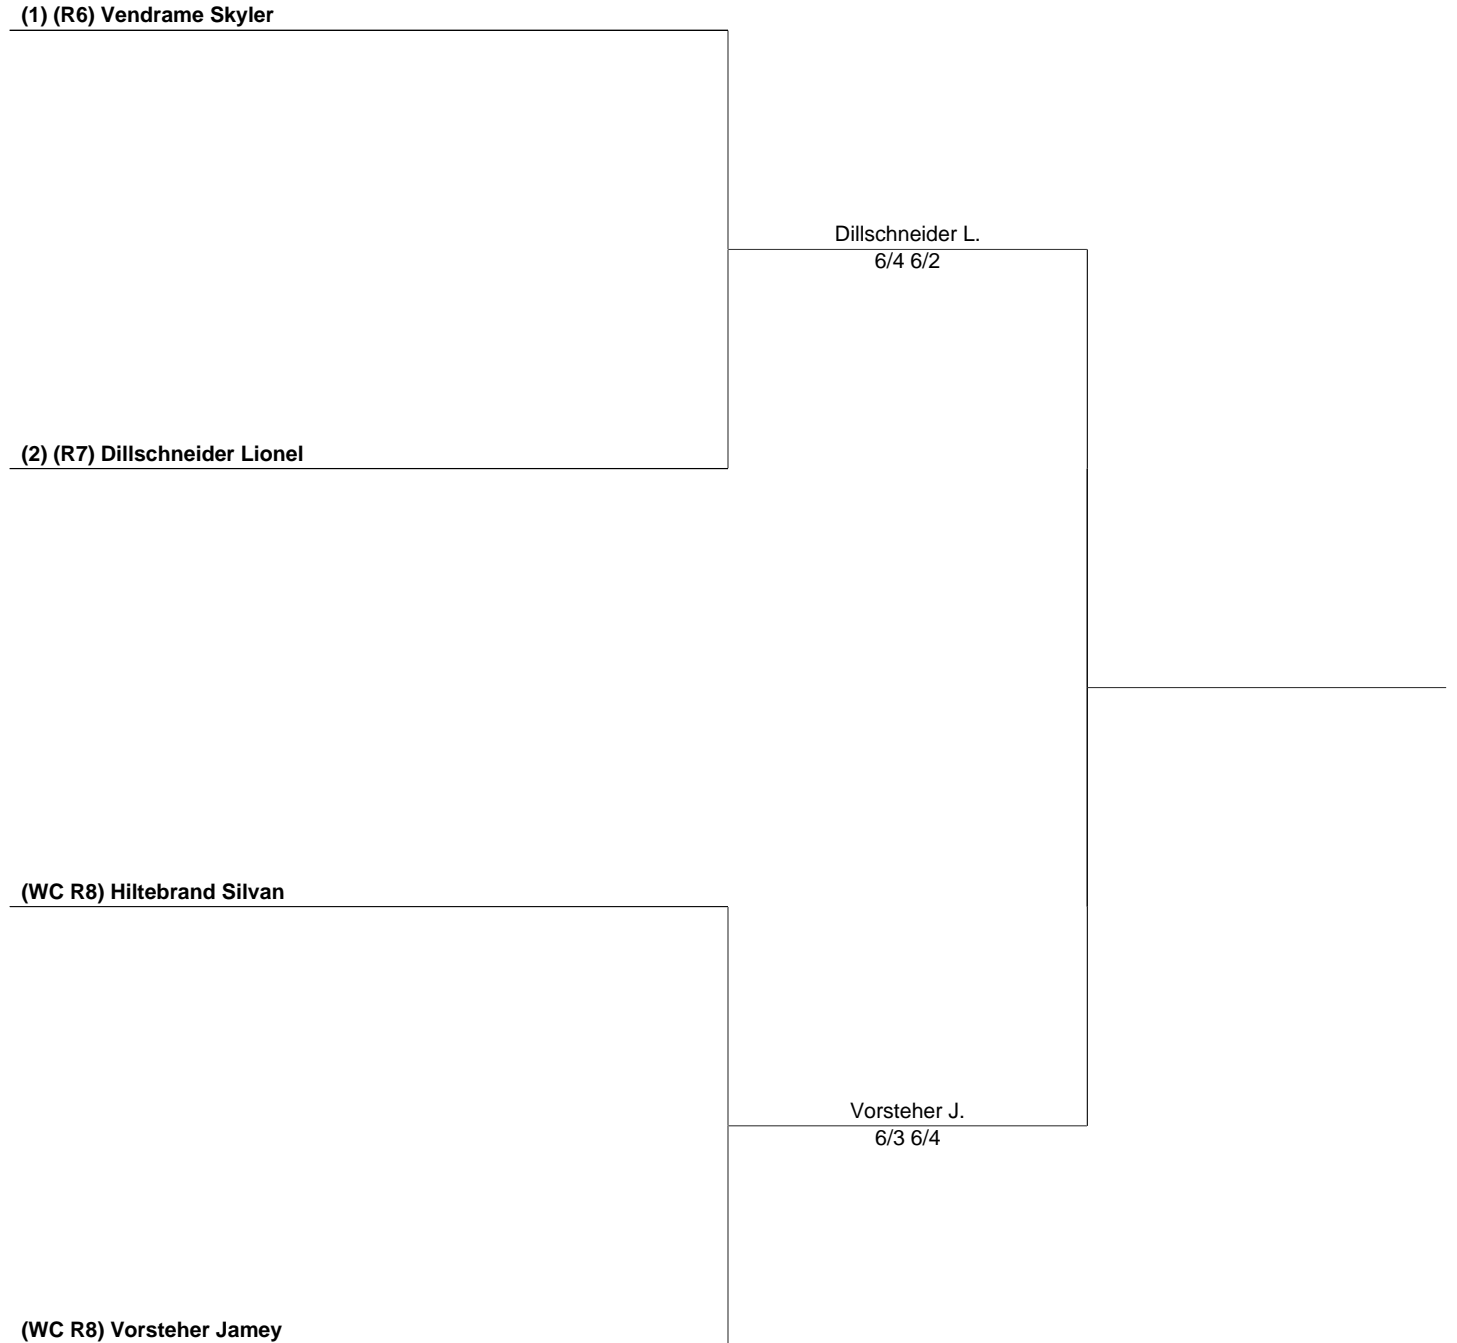 (1) (R6) Vendrame Skyler
Dillschneider L.
6/4 6/2
(2) (R7) Dillschneider Lionel
(WC R8) Hiltebrand Silvan
Vorsteher J.
6/3 6/4
(WC R8) Vorsteher Jamey